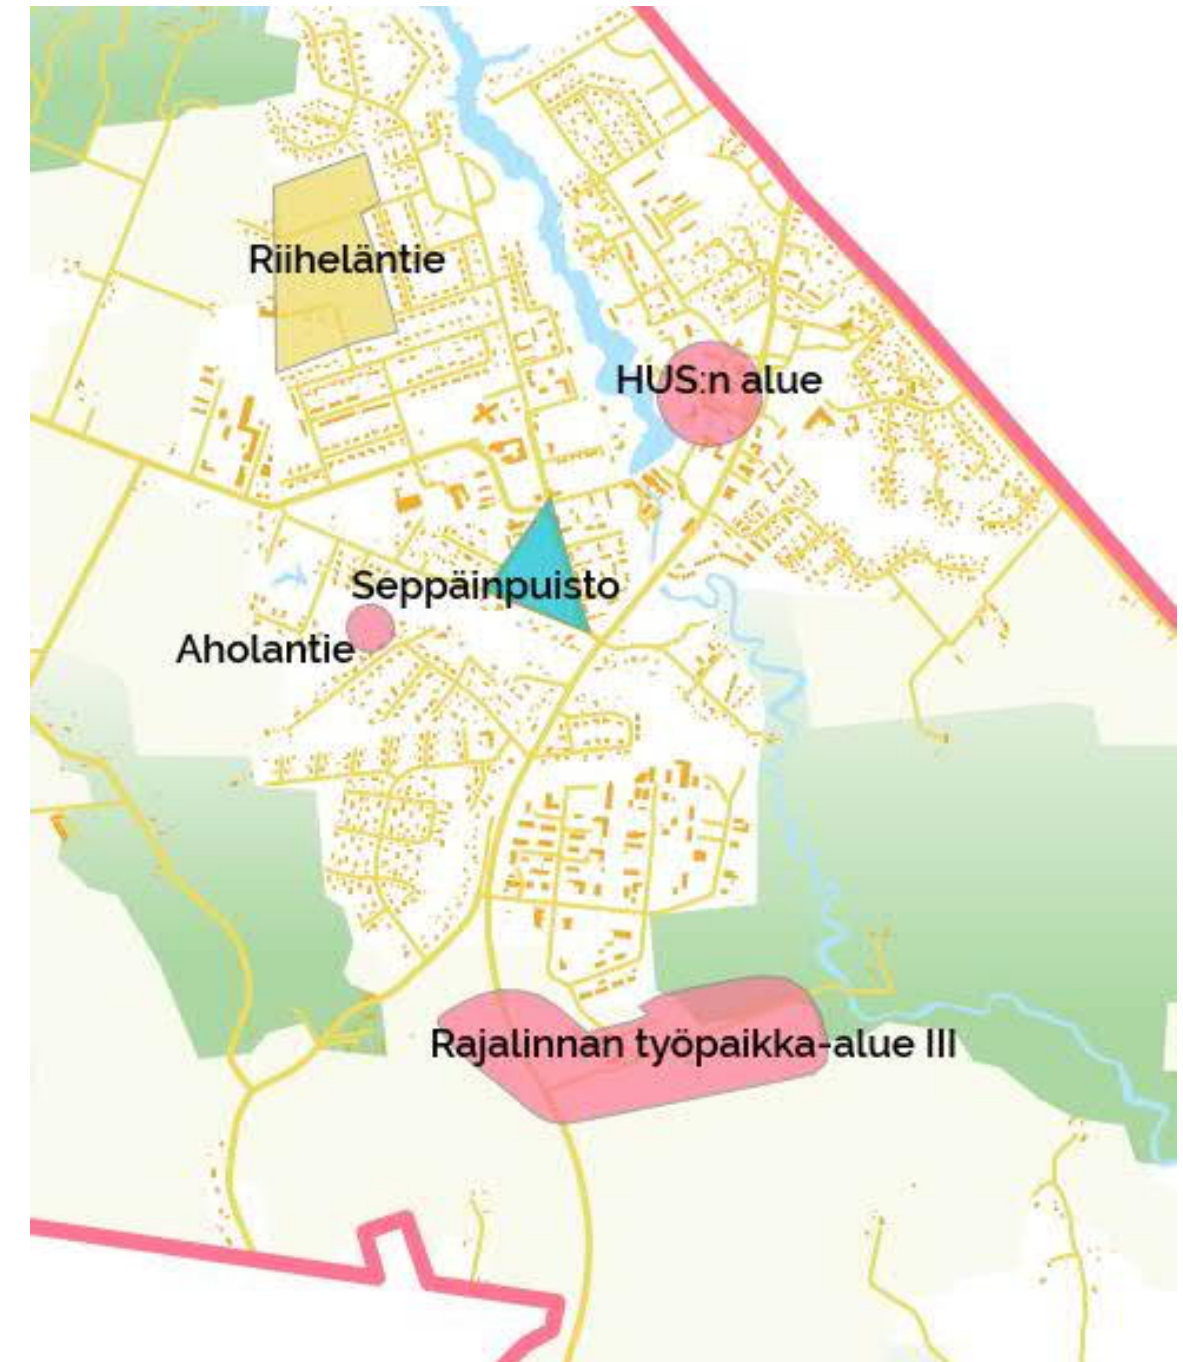 Riiheläntie
HUS:n alue
Seppäinpuisto
Aholantie
Rajalinnan työpaikka-alue III